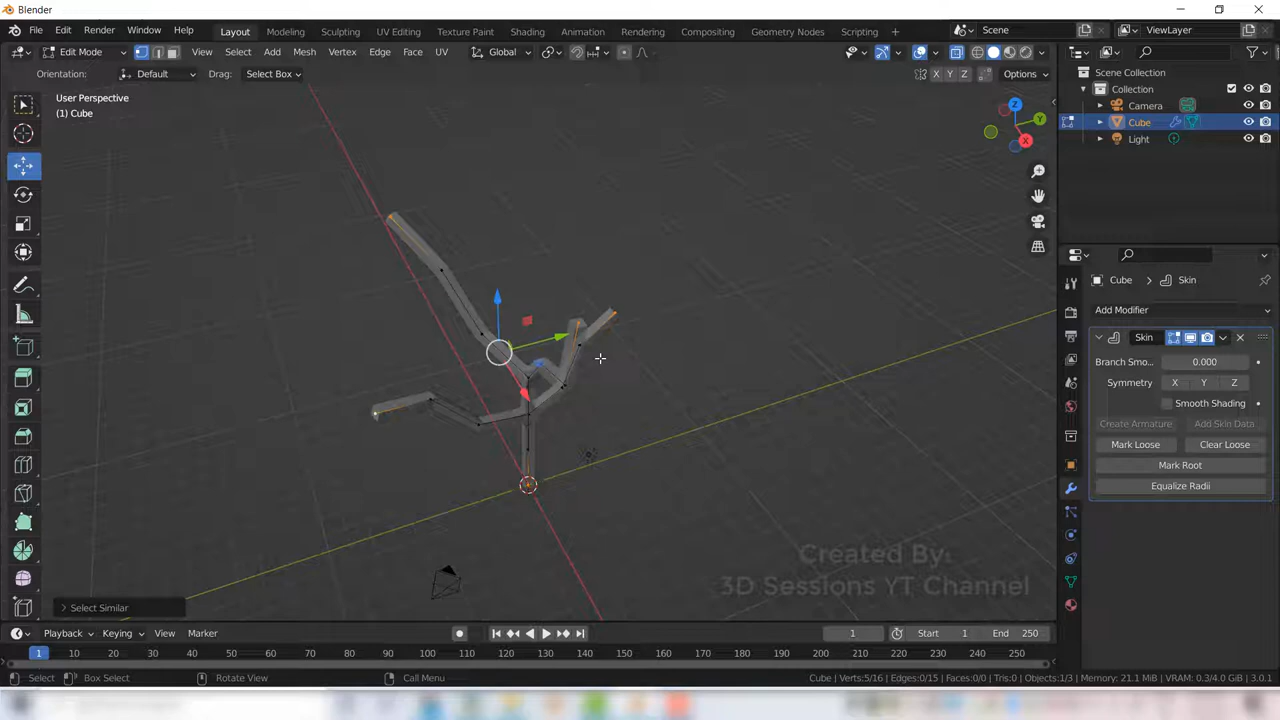 Blender
File Edit Render Window Help Layout Modeling Sculpting UV Editing Texture Paint Shading Animation Rendering Compositing Geometry Nodes Scripting + Scene ViewLayer
Edit Mode View Select Add Mesh Vertex Edge Face UV Global
Orientation: Default Drag: Select Box X Y Z Options
Scene Collection
Collection
Camera
Cube
Light
User Perspective
(1) Cube
Z
Y
X
Cube > Skin
Add Modifier
Skin
Branch Smo... 0.000
Symmetry X Y Z
Smooth Shading
Create Armature Add Skin Data
Mark Loose Clear Loose
Mark Root
Equalize Radii
Created By:
3D Sessions YT Channel
> Select Similar
Playback Keying View Marker 1 Start 1 End 250
1 10 20 30 40 50 60 70 80 90 100 110 120 130 140 150 160 170 180 190 200 210 220 230 240 250
Select Box Select Rotate View Call Menu Cube | Verts:5/16 | Edges:0/15 | Faces:0/0 | Tris:0 | Objects:1/3 | Memory: 21.1 MiB | VRAM: 0.3/4.0 GiB | 3.0.1